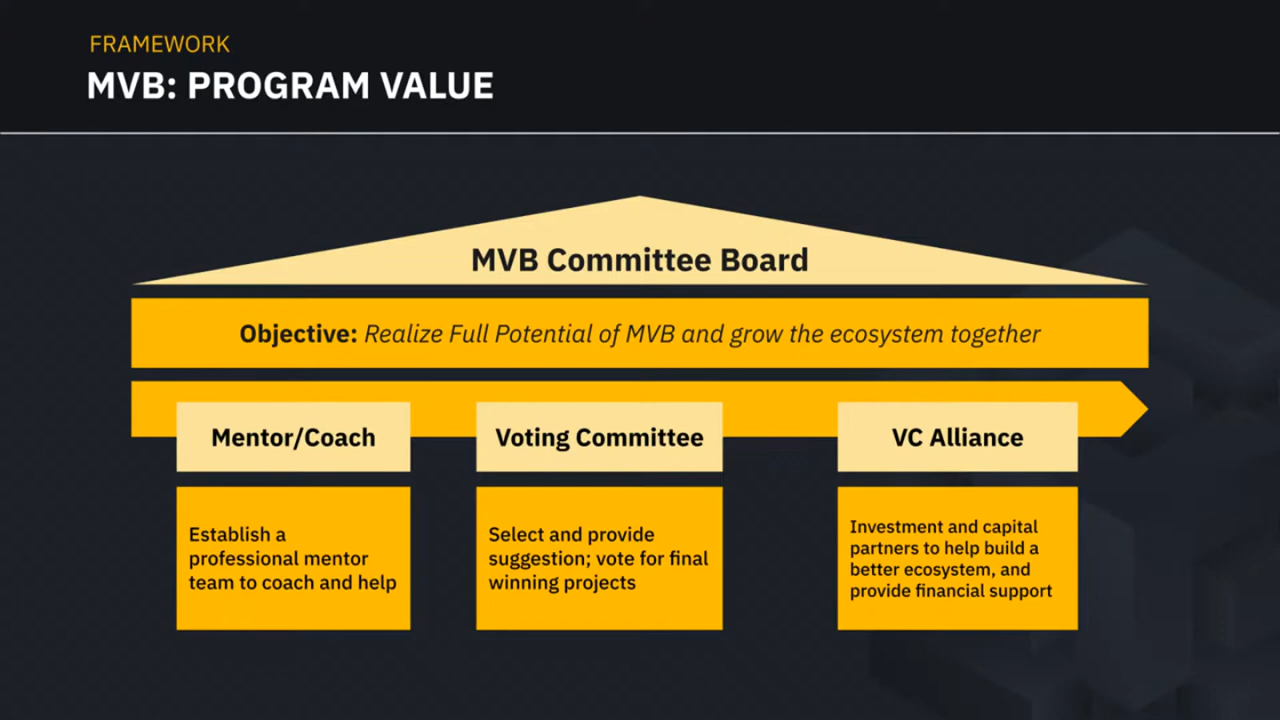 FRAMEWORK
MVB: PROGRAM VALUE
MVB Committee Board
Objective: Realize Full Potential of MVB and grow the ecosystem together
Mentor/Coach
Establish a
professional mentor
team to coach and help
Voting Committee
Select and provide
suggestion; vote for final
winning projects
VC Alliance
Investment and capital
partners to help build a
better ecosystem, and
provide financial support